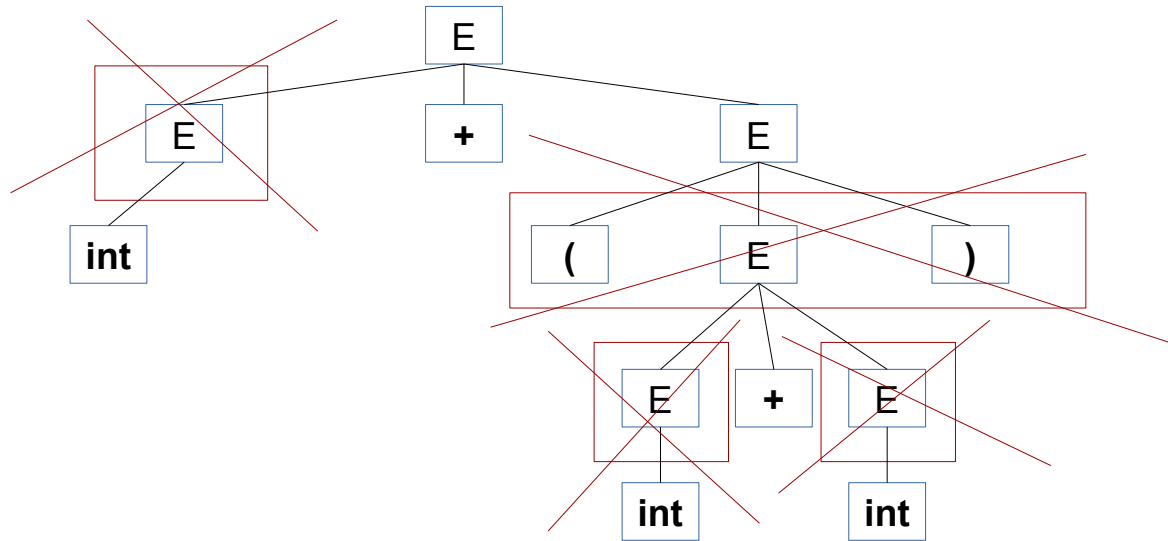 E
E + E
int ( E )
E + E
int int